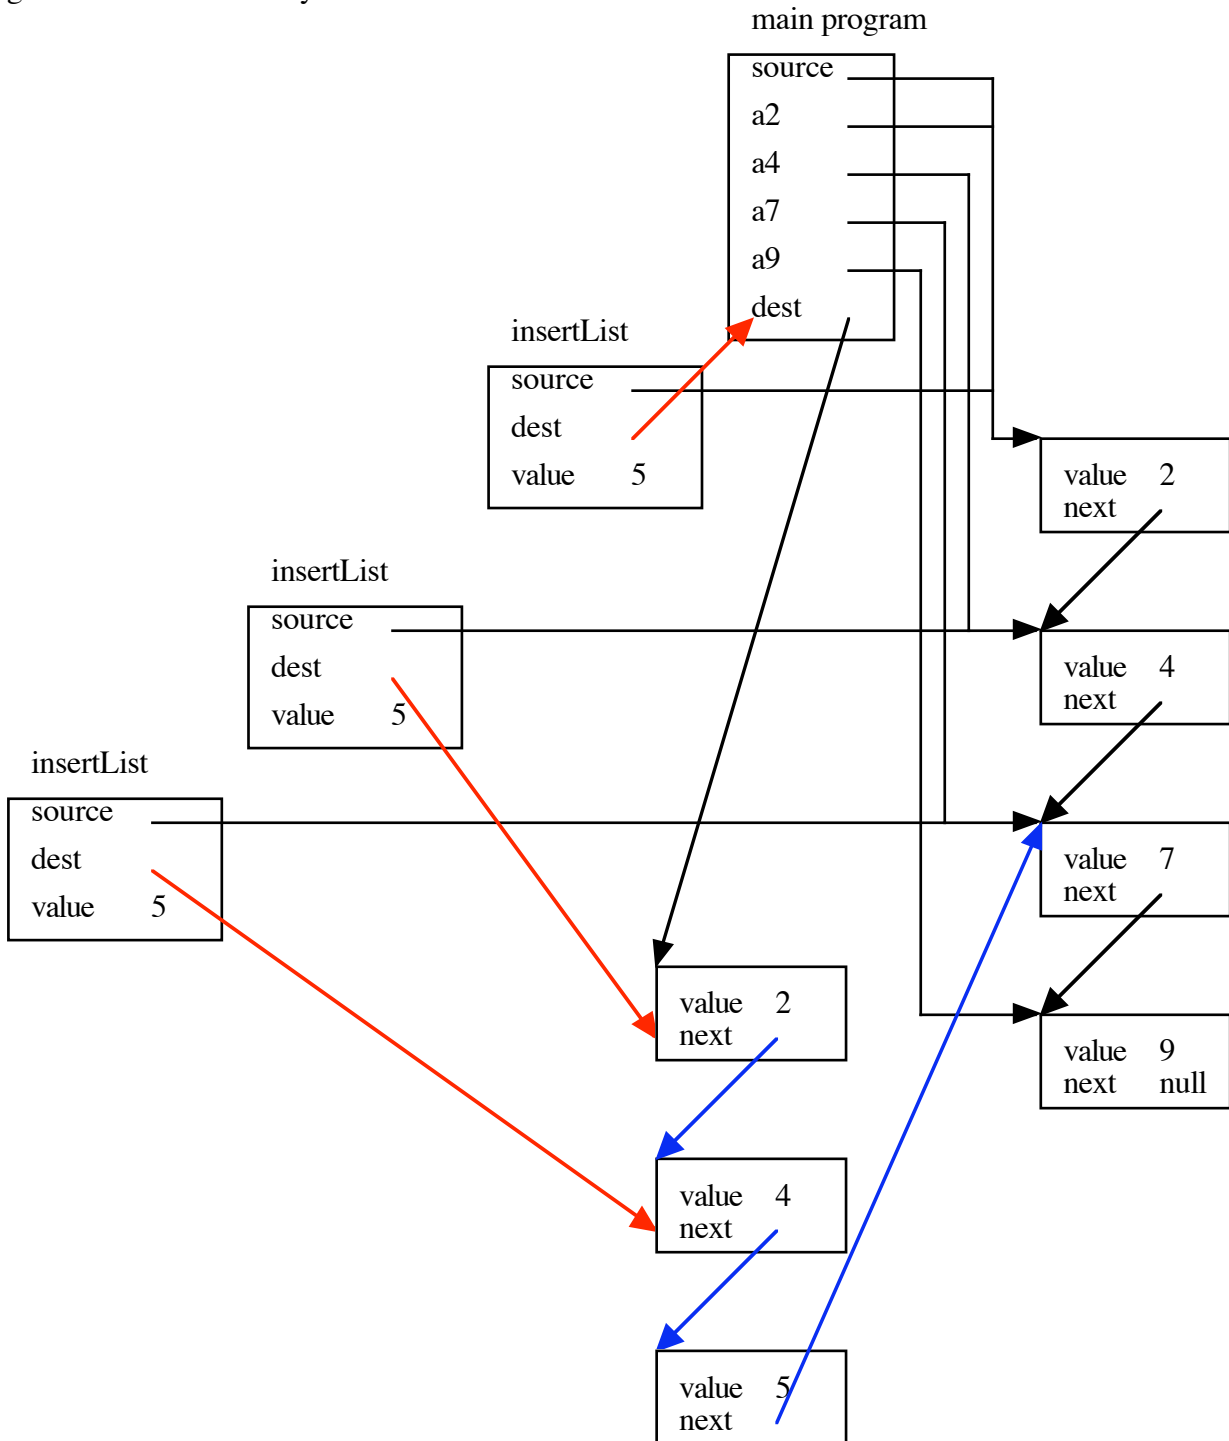 main program
source
a2
a4
a7
a9
dest
insertList
source
dest
value 5
value 2
next
insertList
source
dest
value 5
value 4
next
insertList
source
dest
value 5
value 7
next
value 2
next
value 9
next null
value 4
next
value 5
next